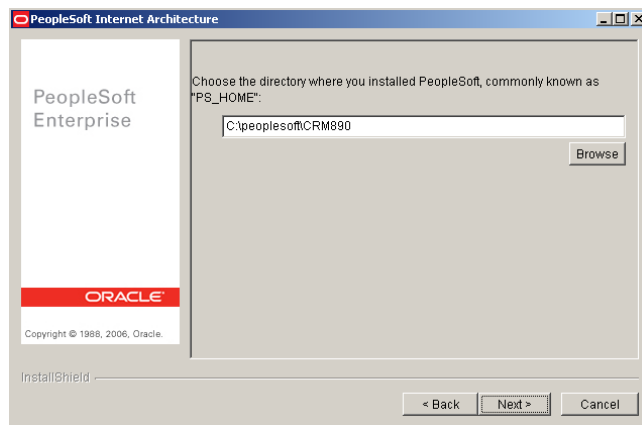 PeopleSoft Internet Architecture
PeopleSoft
Enterprise
Choose the directory where you installed PeopleSoft, commonly known as
"PS_HOME":
C:\peoplesoft\CRM890
Browse
ORACLE
Copyright © 1988, 2006, Oracle.
InstallShield
< Back Next > Cancel